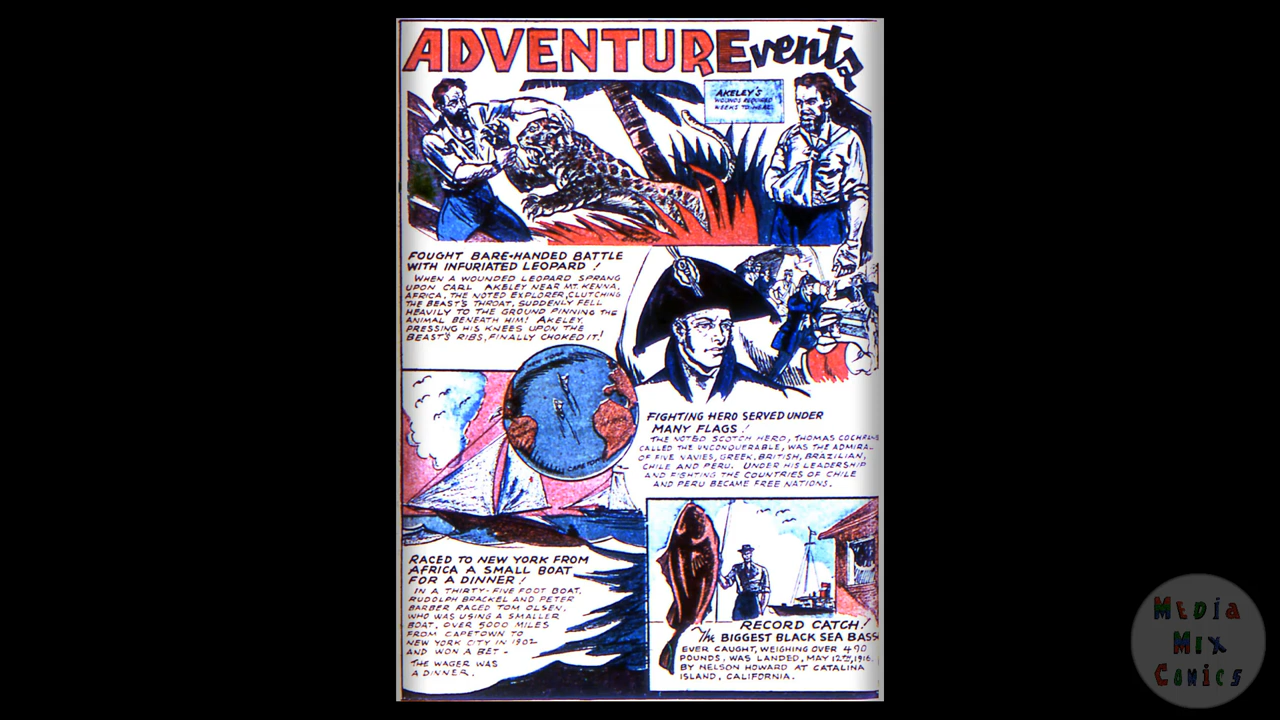 ADVENTUREvents
AKELEY'S
WOUNDS REQUIRED
WEEKS TO HEAL.
FOUGHT BARE-HANDED BATTLE
WITH INFURIATED LEOPARD!
WHEN A WOUNDED LEOPARD SPRANG
UPON CARL AKELEY NEAR MT. KENNA,
AFRICA, THE NOTED EXPLORER, CLUTCHING
THE BEAST'S THROAT, SUDDENLY FELL
HEAVILY TO THE GROUND PINNING THE
ANIMAL BENEATH HIM! AKELEY,
PRESSING HIS KNEES UPON THE
BEAST'S RIBS, FINALLY CHOKED IT!
FIGHTING HERO SERVED UNDER
MANY FLAGS!
THE NOTED SCOTCH HERO, THOMAS COCHRANE
CALLED THE UNCONQUERABLE, WAS THE ADMIRAL
OF FIVE NAVIES, GREEK, BRITISH, BRAZILIAN,
CHILE AND PERU. UNDER HIS LEADERSHIP
AND FIGHTING THE COUNTRIES OF CHILE
AND PERU BECAME FREE NATIONS.
CAPETOWN
RACED TO NEW YORK FROM
AFRICA A SMALL BOAT
FOR A DINNER!
IN A THIRTY-FIVE FOOT BOAT,
RUDOLPH BRACKEL AND PETER
BARBER RACED TOM OLSEN,
WHO WAS USING A SMALLER
BOAT, OVER 5000 MILES
FROM CAPETOWN TO
NEW YORK CITY IN 1902
AND WON A BET -
THE WAGER WAS
A DINNER.
RECORD CATCH!
The BIGGEST BLACK SEA BASS
EVER CAUGHT, WEIGHING OVER 490
POUNDS, WAS LANDED, MAY 12TH, 1916.
BY NELSON HOWARD AT CATALINA
ISLAND, CALIFORNIA.
MEDiA
MiX
COMiCS